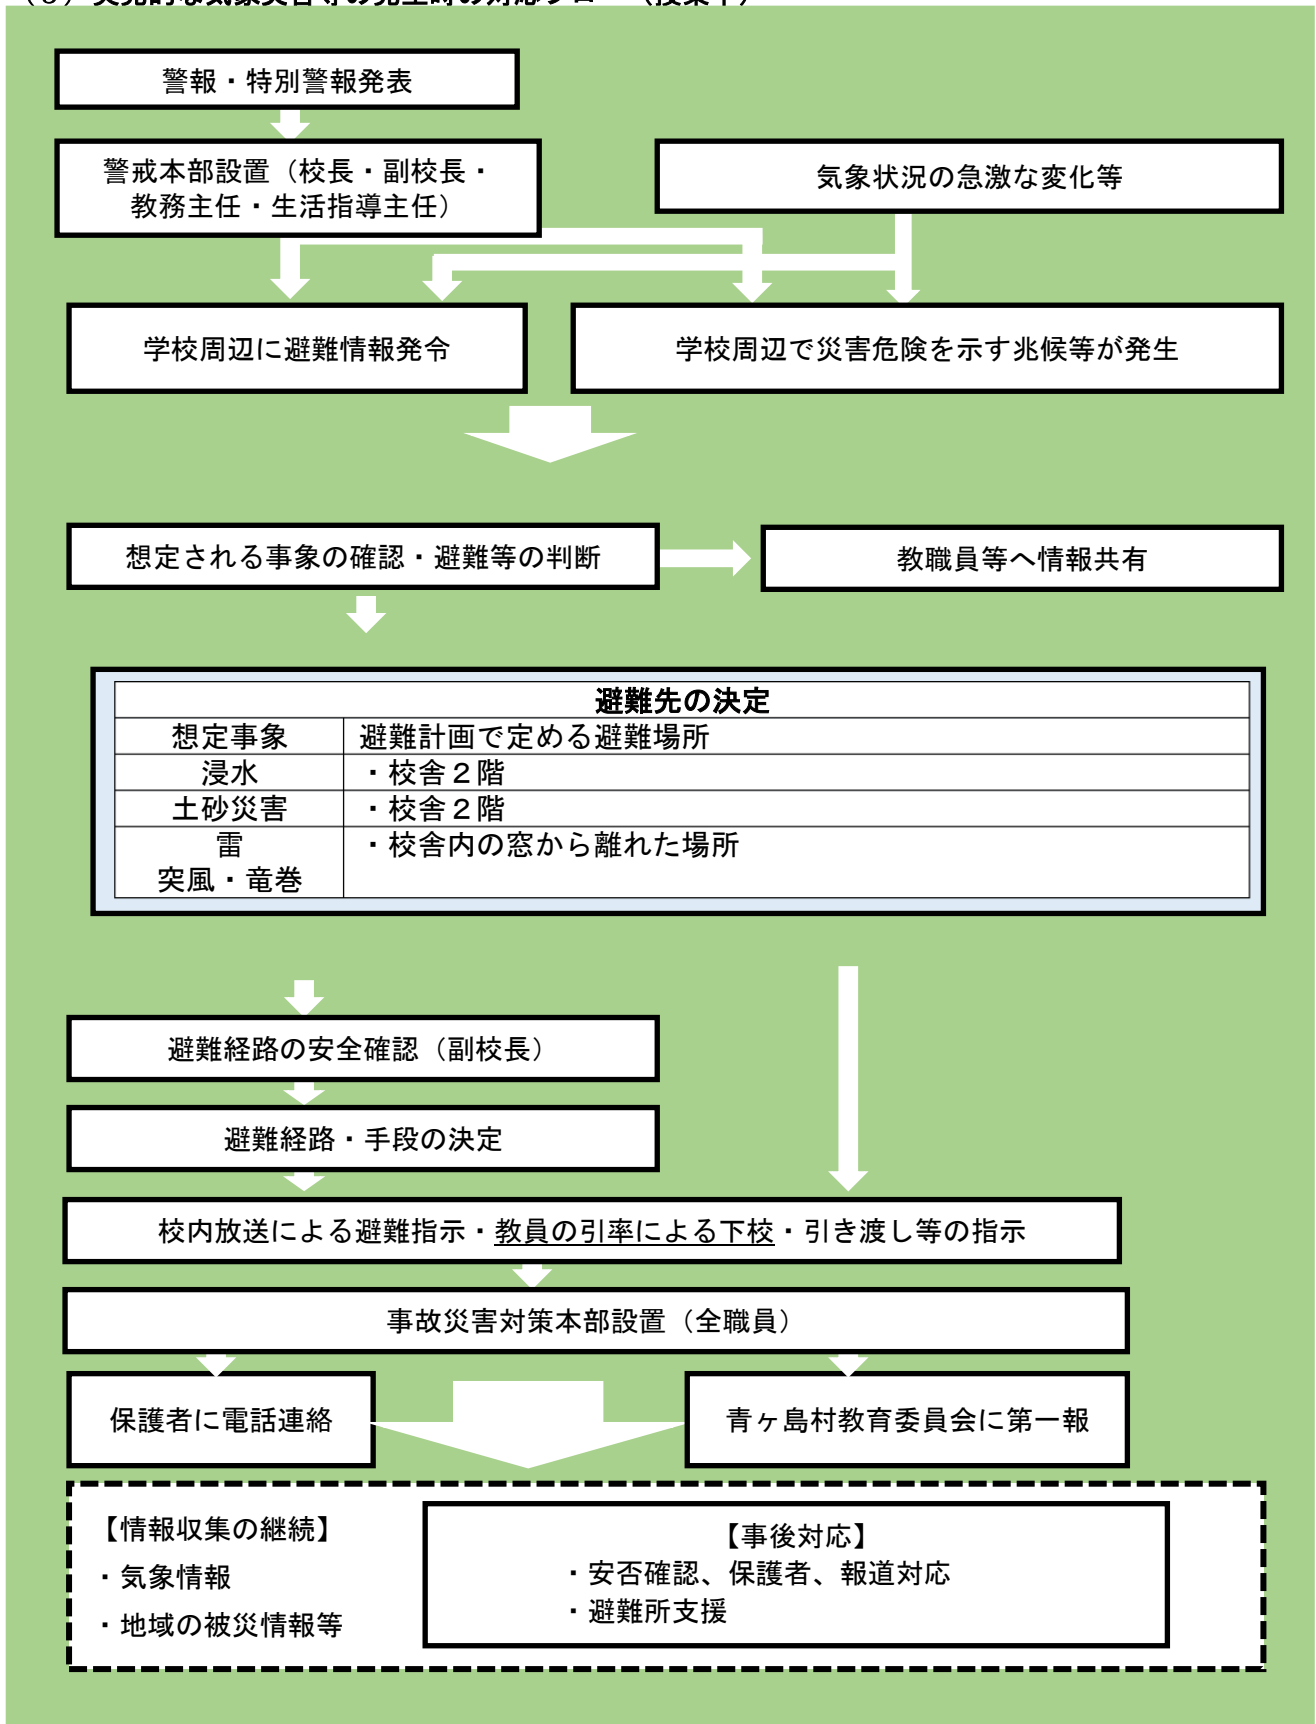 警報・特別警報発表
警戒本部設置（校長・副校長・
教務主任・生活指導主任）
気象状況の急激な変化等
学校周辺に避難情報発令
学校周辺で災害危険を示す兆候等が発生
想定される事象の確認・避難等の判断
教職員等へ情報共有
避難先の決定
想定事象 避難計画で定める避難場所
浸水 ・校舎２階
土砂災害 ・校舎２階
雷 ・校舎内の窓から離れた場所
突風・竜巻
避難経路の安全確認（副校長）
避難経路・手段の決定
校内放送による避難指示・教員の引率による下校・引き渡し等の指示
事故災害対策本部設置（全職員）
保護者に電話連絡
青ヶ島村教育委員会に第一報
【情報収集の継続】
・気象情報
・地域の被災情報等
【事後対応】
・安否確認、保護者、報道対応
・避難所支援